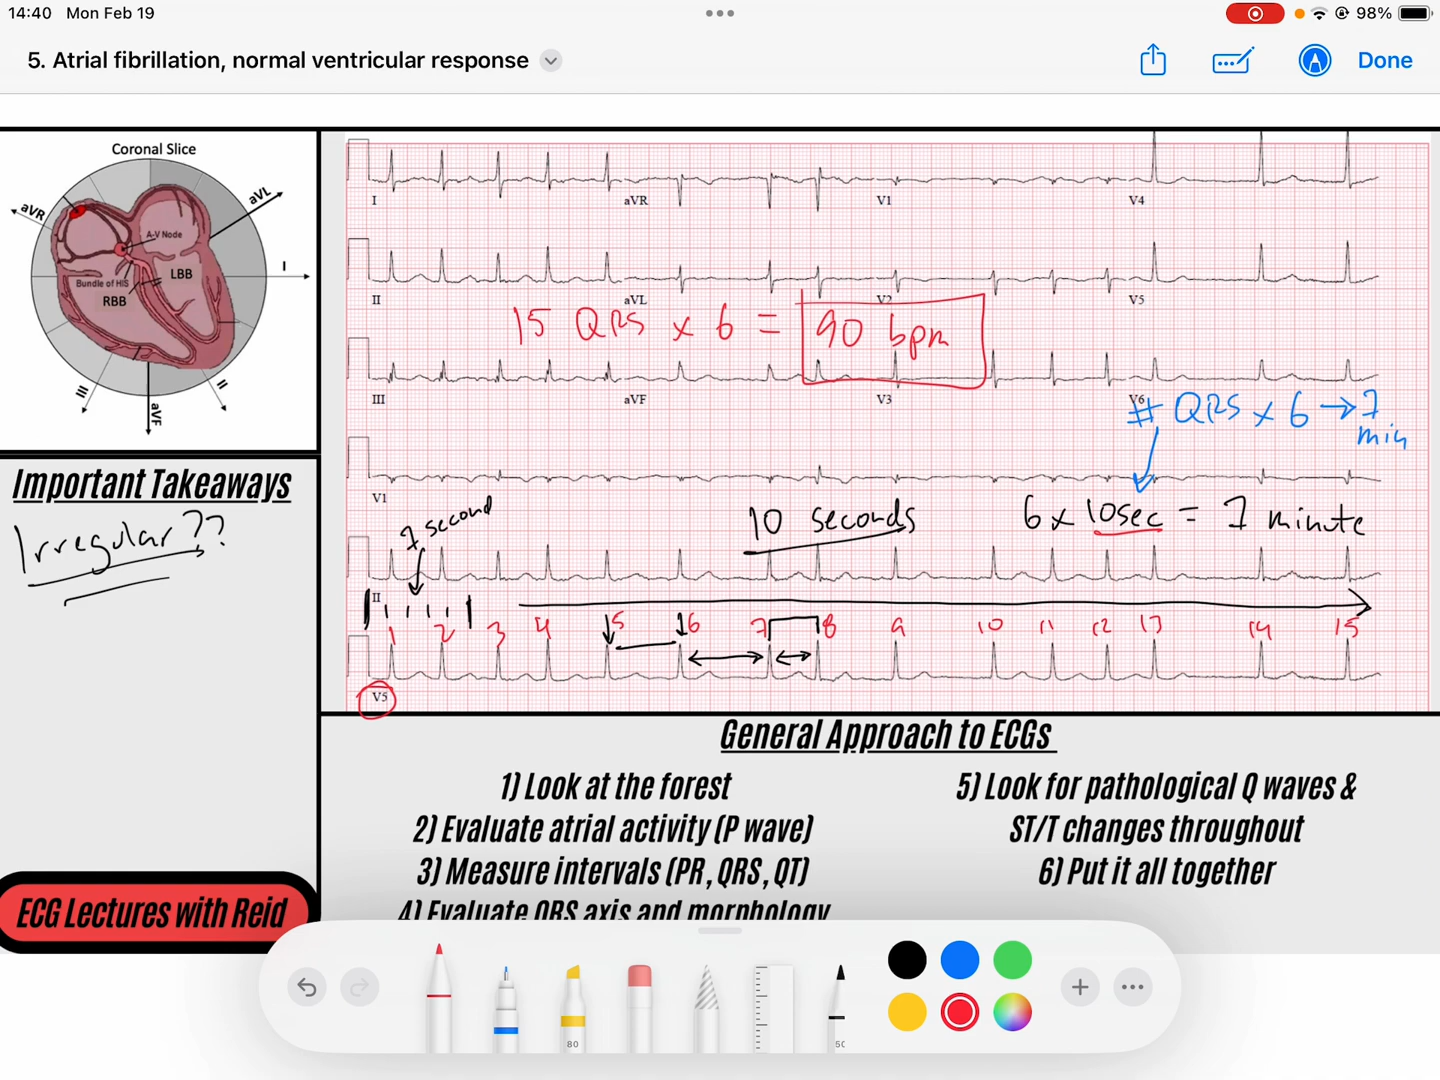 14:40 Mon Feb 19
98%
5. Atrial fibrillation, normal ventricular response
Done
Coronal Slice
aVR
aVL
A-V Node
I
LBB
Bundle of HIS
RBB
III
II
aVF
Important Takeaways
Irregular??
I
aVR
V1
V4
II
aVL
V2
V5
15 QRS x 6 = 90 bpm
III
aVF
V3
V6
# QRS x 6 → 1
min
V1
1 second
10 seconds
6 x 10sec = 1 minute
II
1 2 3 4 5 6 7 8 9 10 11 12 13 14 15
V5
General Approach to ECGs
1) Look at the forest
2) Evaluate atrial activity (P wave)
3) Measure intervals (PR, QRS, QT)
4) Evaluate QRS axis and morphology
5) Look for pathological Q waves &
ST/T changes throughout
6) Put it all together
ECG Lectures with Reid
80
50